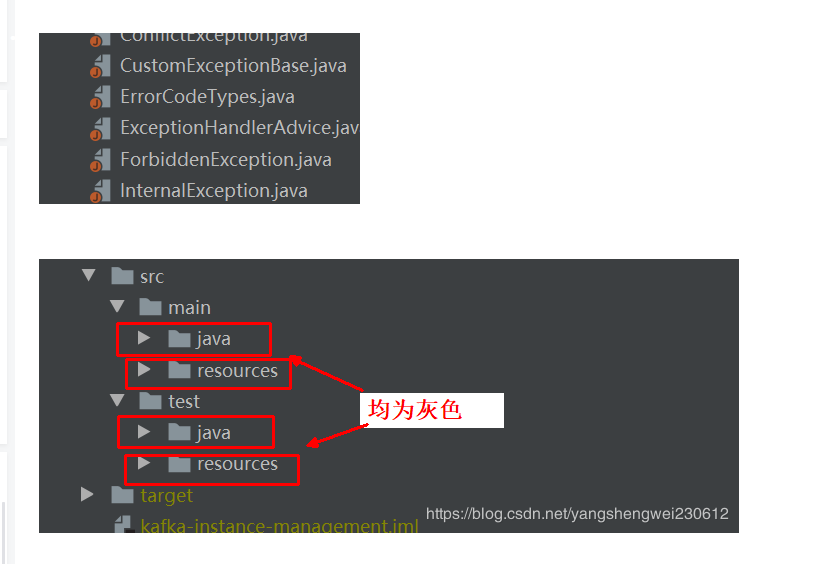 ConflictException.java
CustomExceptionBase.java
ErrorCodeTypes.java
ExceptionHandlerAdvice.jav
ForbiddenException.java
InternalException.java
src
main
java
resources
均为灰色
test
java
resources
target
https://blog.csdn.net/yangshengwei230612
kafka-instance-management.iml